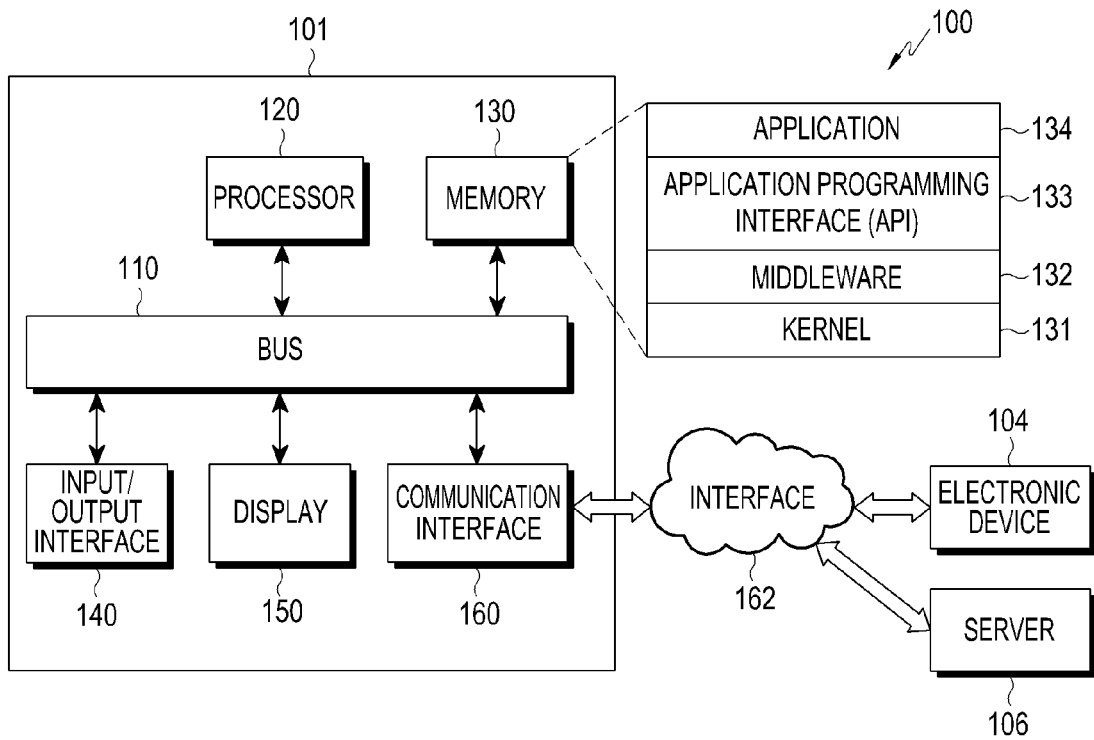 100
101
120
130
PROCESSOR
MEMORY
APPLICATION
134
APPLICATION PROGRAMMING
INTERFACE (API)
133
MIDDLEWARE
132
KERNEL
131
110
BUS
INPUT/
OUTPUT
INTERFACE
140
DISPLAY
150
COMMUNICATION
INTERFACE
160
INTERFACE
162
104
ELECTRONIC
DEVICE
SERVER
106